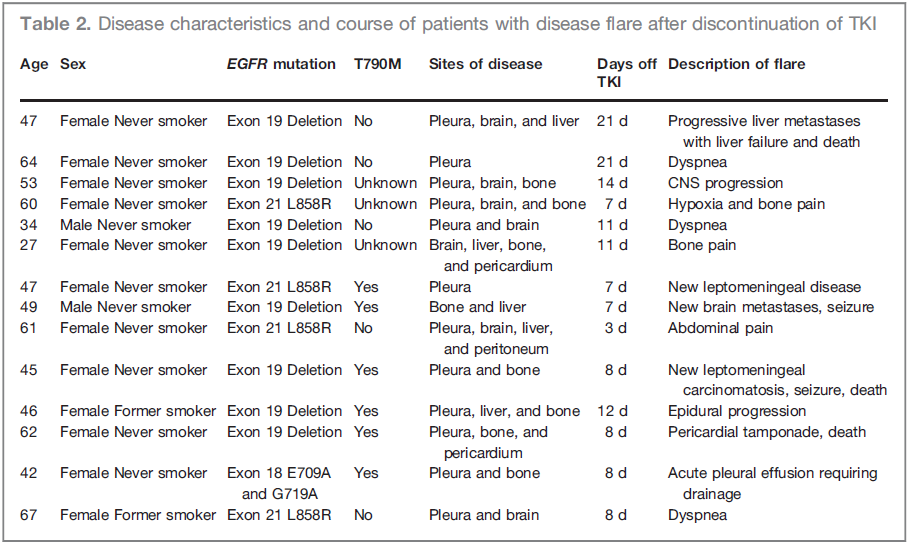 Table 2. Disease characteristics and course of patients with disease flare after discontinuation of TKI
Age Sex EGFR mutation T790M Sites of disease Days off Description of flare
TKI
47 Female Never smoker Exon 19 Deletion No Pleura, brain, and liver 21 d Progressive liver metastases
with liver failure and death
64 Female Never smoker Exon 19 Deletion No Pleura 21 d Dyspnea
53 Female Never smoker Exon 19 Deletion Unknown Pleura, brain, bone 14 d CNS progression
60 Female Never smoker Exon 21 L858R Unknown Pleura, brain, and bone 7 d Hypoxia and bone pain
34 Male Never smoker Exon 19 Deletion No Pleura and brain 11 d Dyspnea
27 Female Never smoker Exon 19 Deletion Unknown Brain, liver, bone, 11 d Bone pain
and pericardium
47 Female Never smoker Exon 21 L858R Yes Pleura 7 d New leptomeningeal disease
49 Male Never smoker Exon 19 Deletion Yes Bone and liver 7 d New brain metastases, seizure
61 Female Never smoker Exon 21 L858R No Pleura, brain, liver, 3 d Abdominal pain
and peritoneum
45 Female Never smoker Exon 19 Deletion Yes Pleura and bone 8 d New leptomeningeal
carcinomatosis, seizure, death
46 Female Former smoker Exon 19 Deletion Yes Pleura, liver, and bone 12 d Epidural progression
62 Female Never smoker Exon 19 Deletion Yes Pleura, bone, and 8 d Pericardial tamponade, death
pericardium
42 Female Never smoker Exon 18 E709A Yes Pleura and bone 8 d Acute pleural effusion requiring
and G719A drainage
67 Female Former smoker Exon 21 L858R No Pleura and brain 8 d Dyspnea